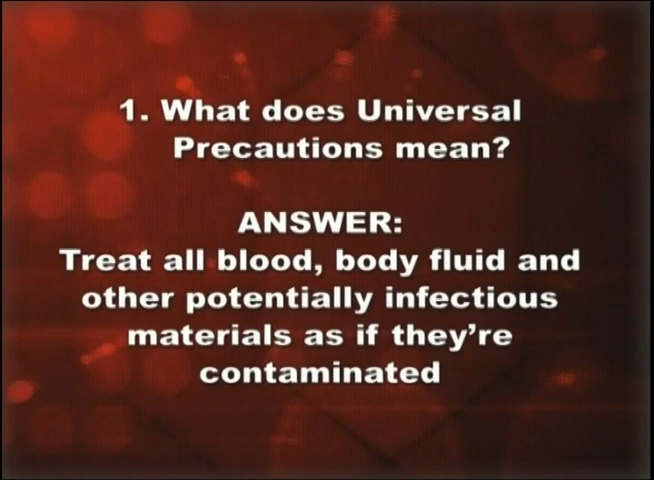 1. What does Universal
Precautions mean?
ANSWER:
Treat all blood, body fluid and
other potentially infectious
materials as if they're
contaminated